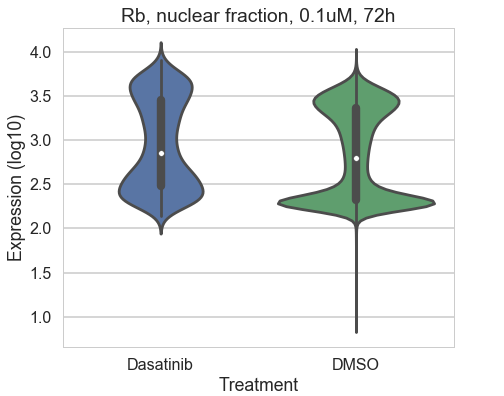 Rb, nuclear fraction, 0.1uM, 72h
Expression (log10)
4.0
3.5
3.0
2.5
2.0
1.5
1.0
Dasatinib DMSO
Treatment